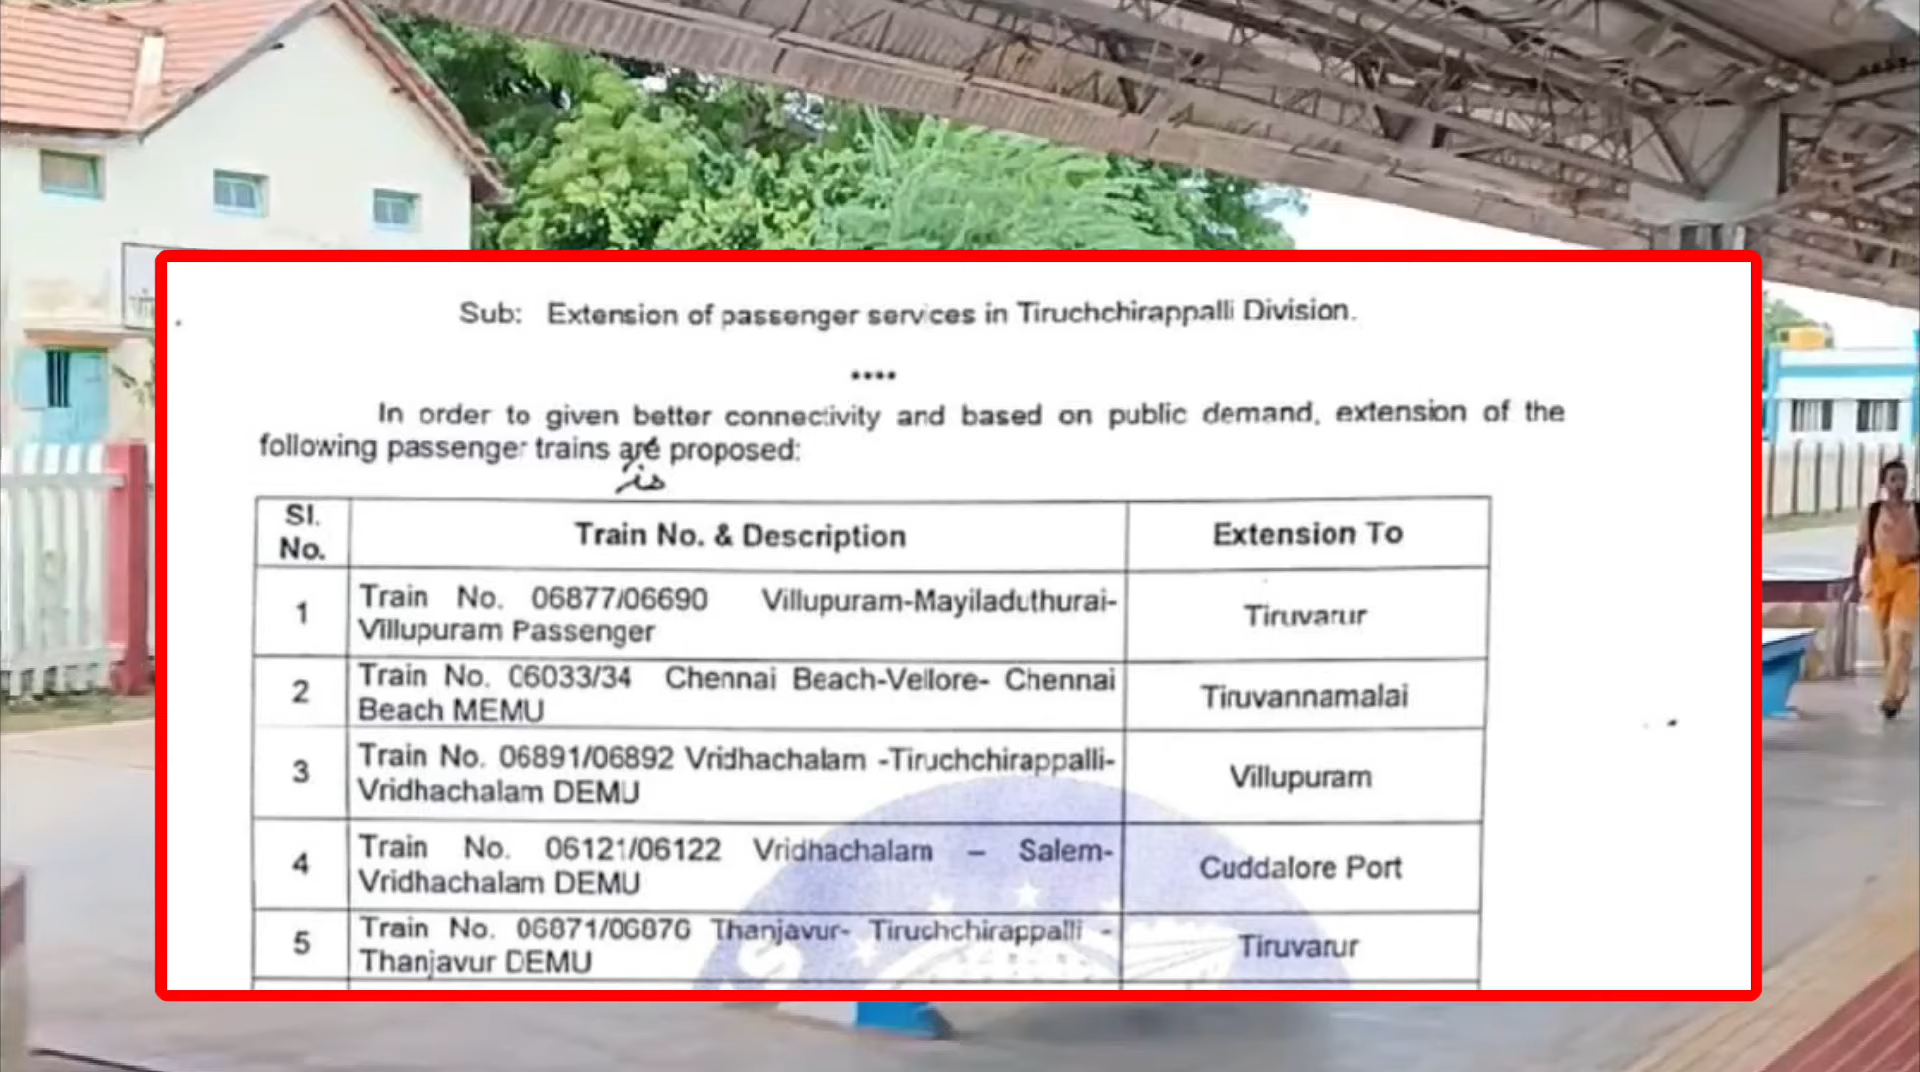 Sub: Extension of passenger services in Tiruchchirappalli Division.
****
In order to given better connectivity and based on public demand, extension of the
following passenger trains are proposed:
is
Sl. No. Train No. & Description Extension To
1 Train No. 06877/06690 Villupuram-Mayiladuthurai- Tiruvarur
Villupuram Passenger
2 Train No. 06033/34 Chennai Beach-Vellore- Chennai Tiruvannamalai
Beach MEMU
3 Train No. 06891/06892 Vridhachalam -Tiruchchirappalli- Villupuram
Vridhachalam DEMU
4 Train No. 06121/06122 Vridhachalam – Salem- Cuddalore Port
Vridhachalam DEMU
5 Train No. 06871/06876 Thanjavur- Tiruchchirappalli - Tiruvarur
Thanjavur DEMU